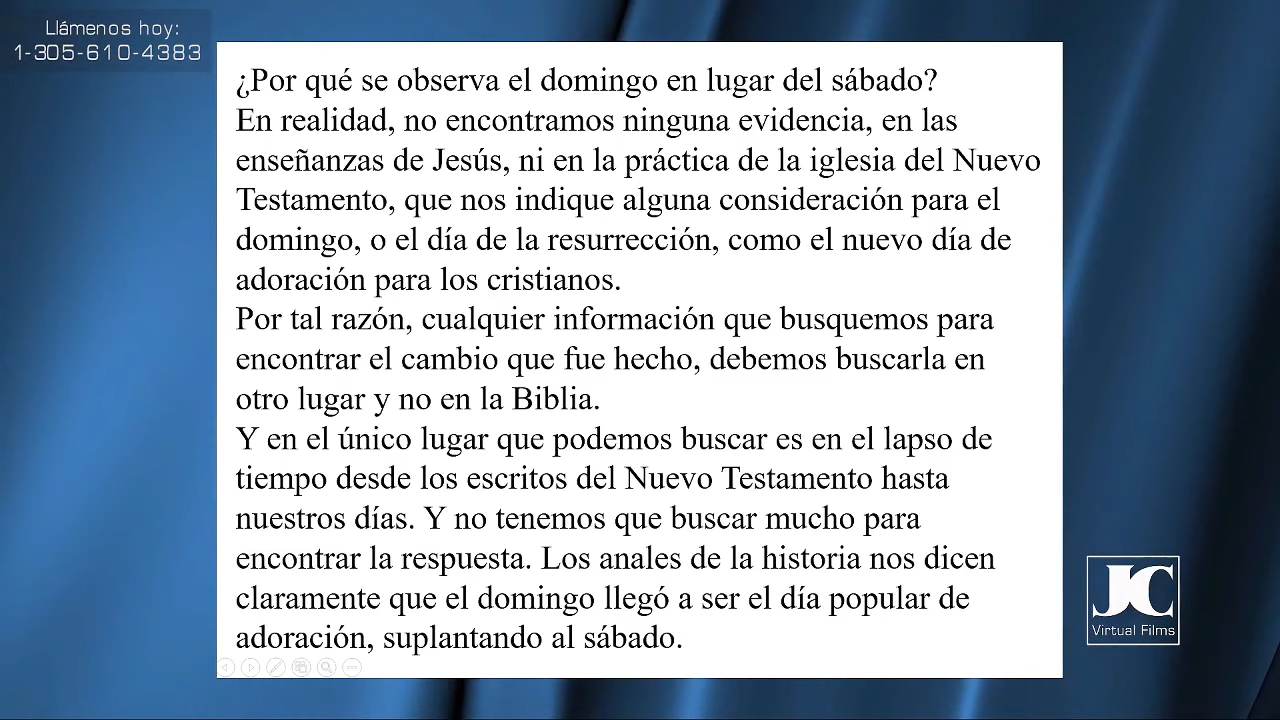 Llámenos hoy:
1-305-610-4383
¿Por qué se observa el domingo en lugar del sábado?
En realidad, no encontramos ninguna evidencia, en las
enseñanzas de Jesús, ni en la práctica de la iglesia del Nuevo
Testamento, que nos indique alguna consideración para el
domingo, o el día de la resurrección, como el nuevo día de
adoración para los cristianos.
Por tal razón, cualquier información que busquemos para
encontrar el cambio que fue hecho, debemos buscarla en
otro lugar y no en la Biblia.
Y en el único lugar que podemos buscar es en el lapso de
tiempo desde los escritos del Nuevo Testamento hasta
nuestros días. Y no tenemos que buscar mucho para
encontrar la respuesta. Los anales de la historia nos dicen
claramente que el domingo llegó a ser el día popular de
adoración, suplantando al sábado.
JC
Virtual Films